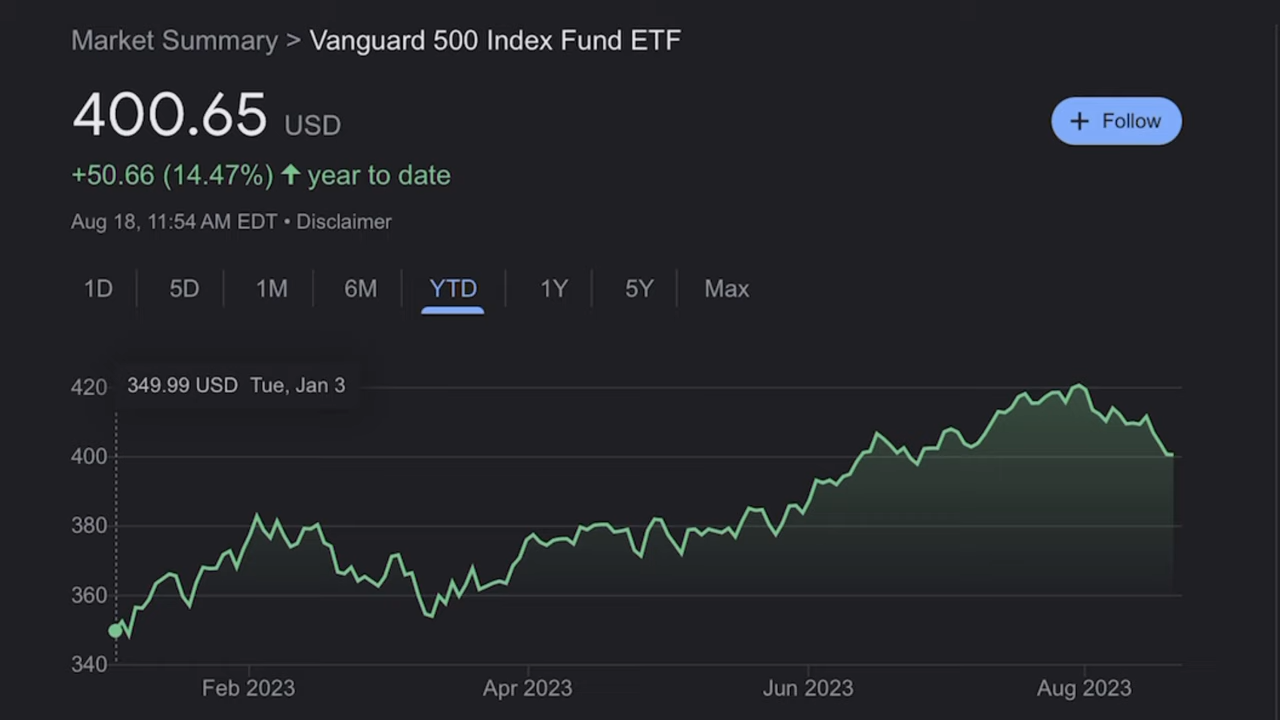 Market Summary > Vanguard 500 Index Fund ETF
400.65 USD
+ Follow
+50.66 (14.47%) ↑ year to date
Aug 18, 11:54 AM EDT • Disclaimer
1D 5D 1M 6M YTD 1Y 5Y Max
420
349.99 USD Tue, Jan 3
400
380
360
340
Feb 2023 Apr 2023 Jun 2023 Aug 2023